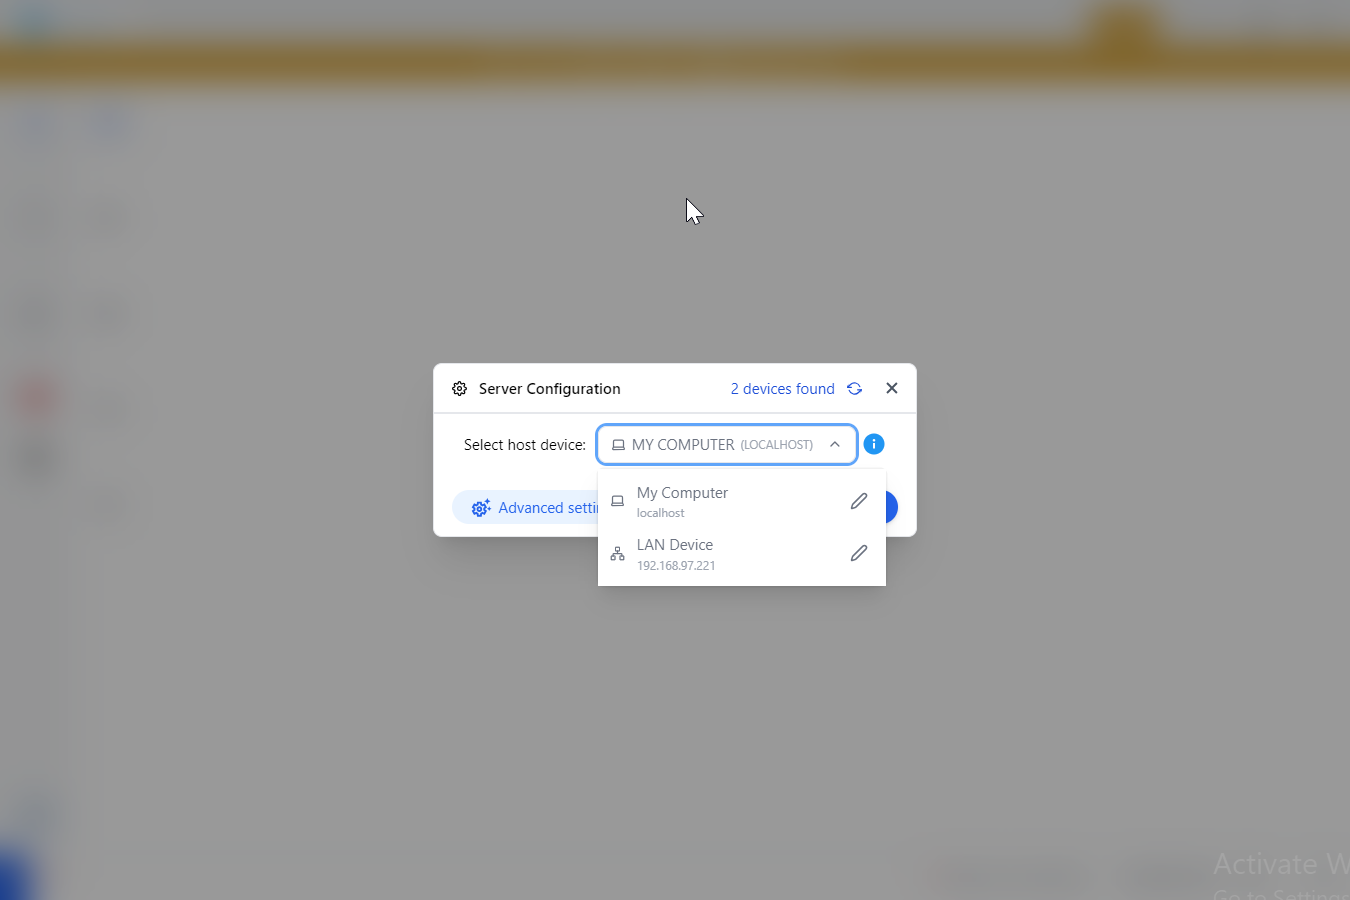 Server Configuration
2 devices found
Select host device:
MY COMPUTER (LOCALHOST)
My Computer
localhost
Advanced settin
LAN Device
192.168.97.221
Activate W
Go to Settings